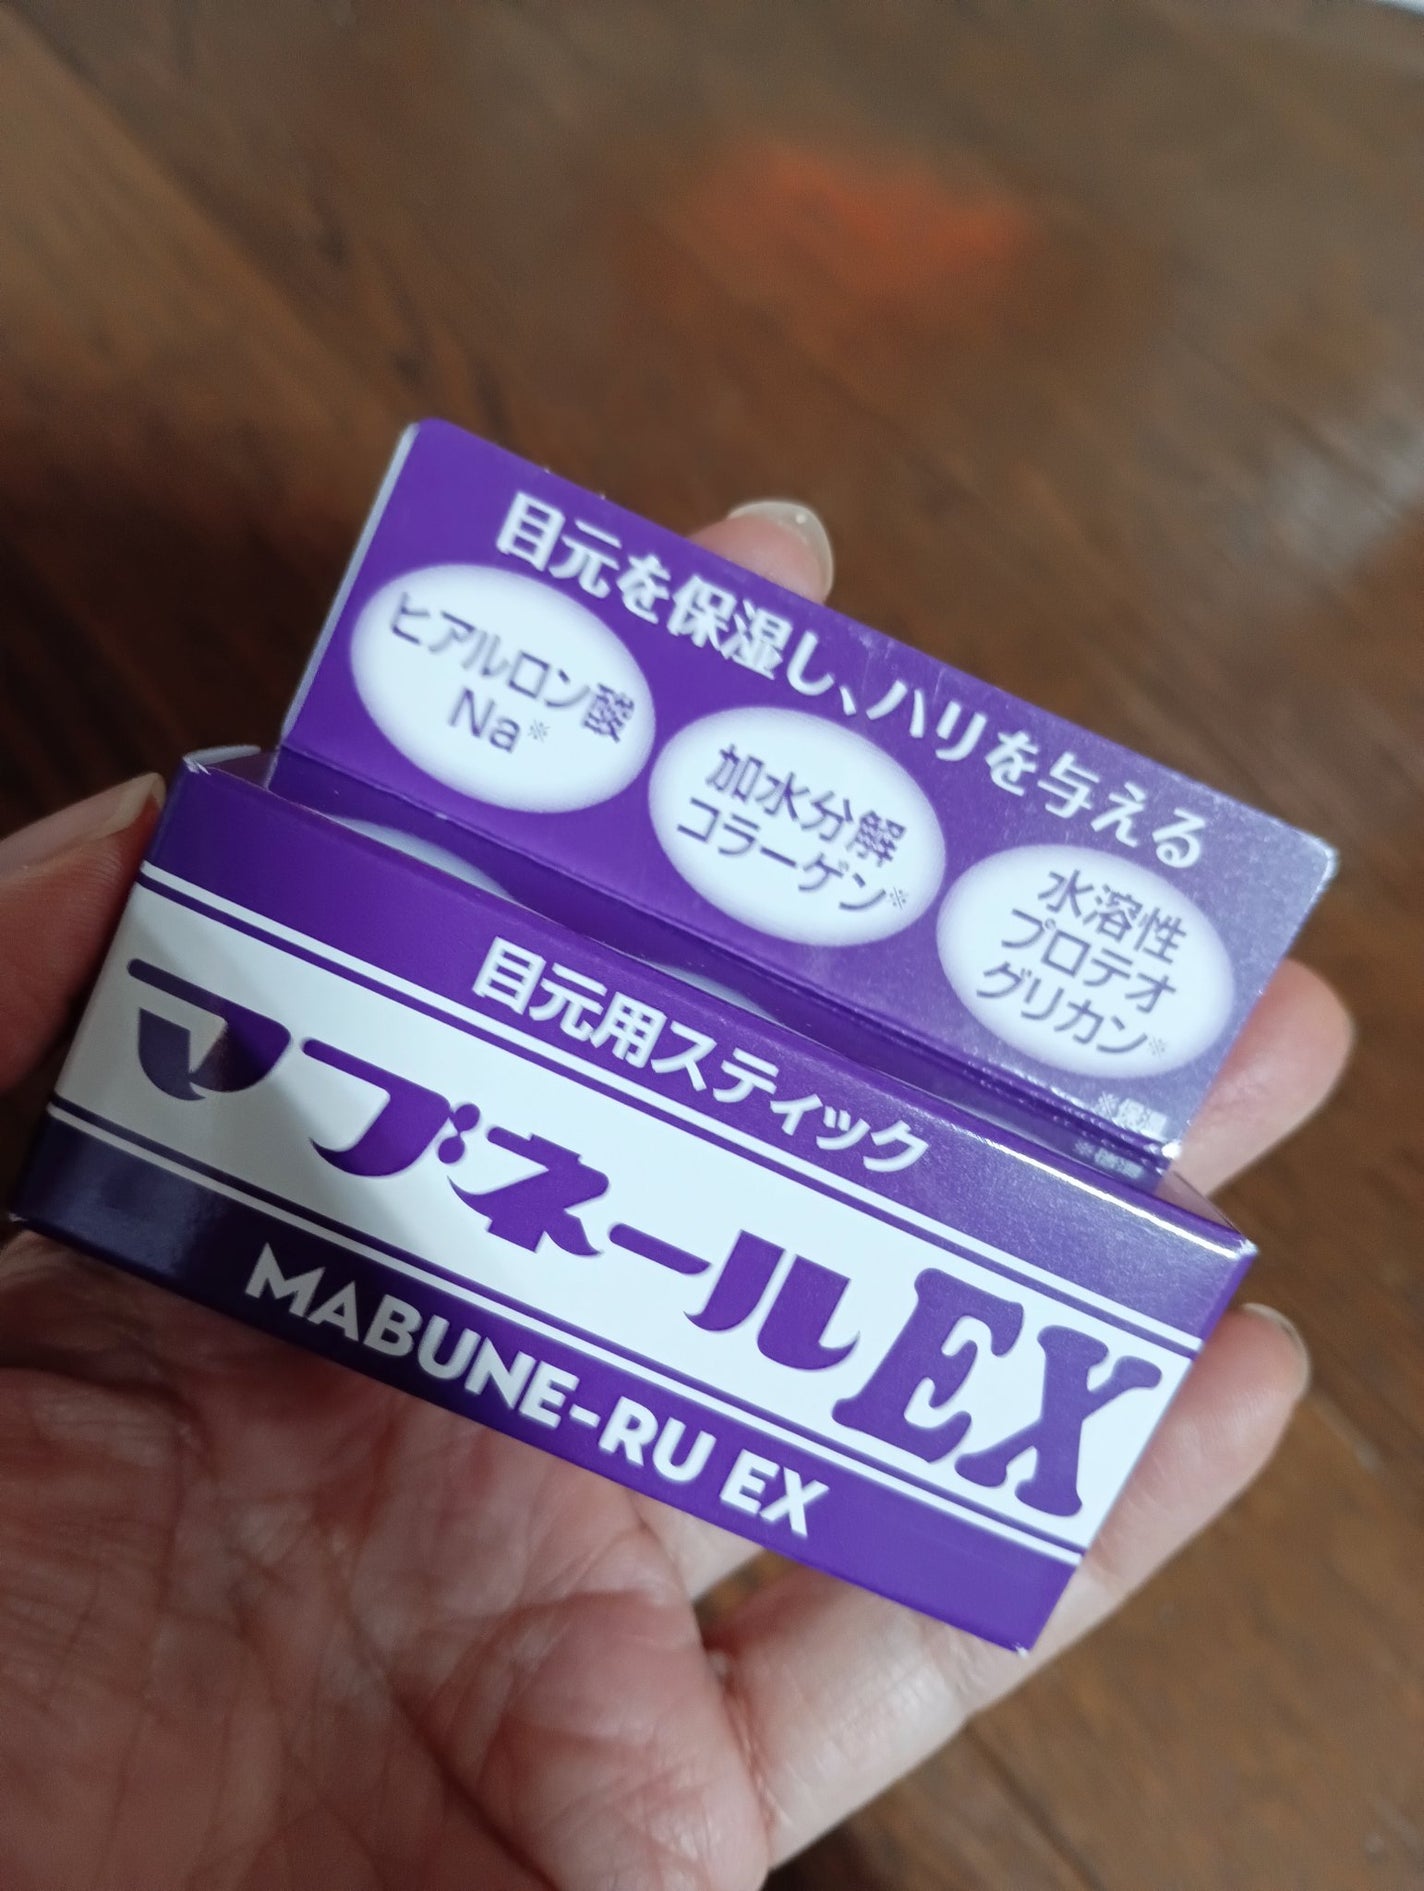 目元を保湿し、ハリを与える
ヒアルロン酸
Na※
加水分解
コラーゲン※
水溶性
プロテオ
グリカン※
※保湿
目元用スティック
マブネールEX
MABUNE-RU EX